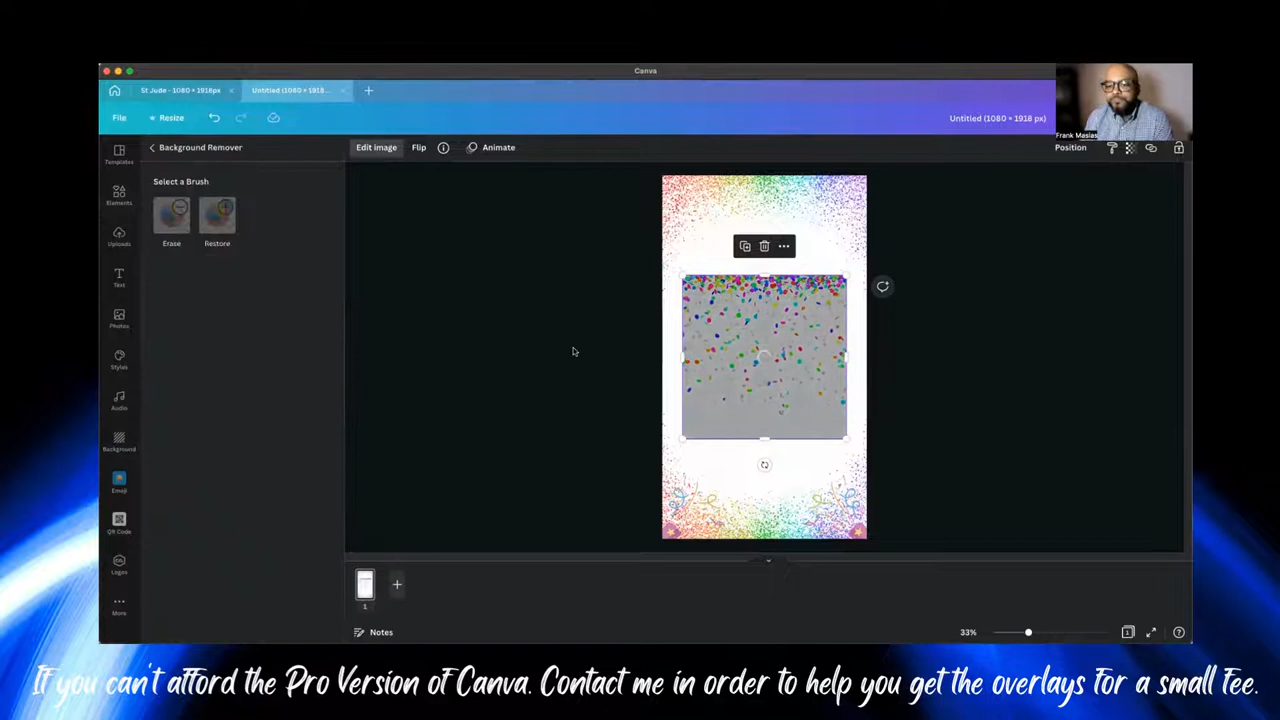 Canva
St Jude - 1080 × 1918px
Untitled (1080 × 1918...
File
Resize
Untitled (1080 × 1918 px)
Frank Masias
Background Remover
Edit image
Flip
Animate
Position
Templates
Select a Brush
Elements
Erase
Restore
Uploads
Text
Photos
Styles
Audio
Background
Emoji
QR Code
Logos
More
1
Notes
33%
1
If you can't afford the Pro Version of Canva. Contact me in order to help you get the overlays for a small fee.